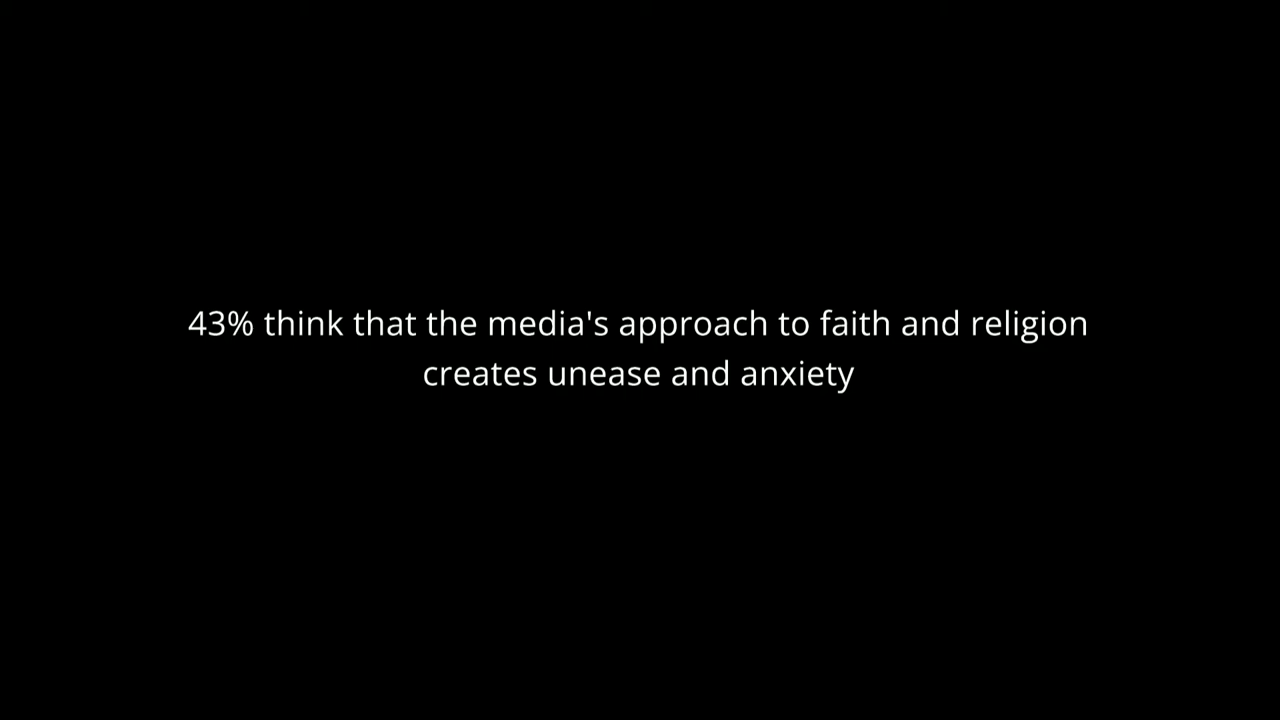 43% think that the media's approach to faith and religion
creates unease and anxiety